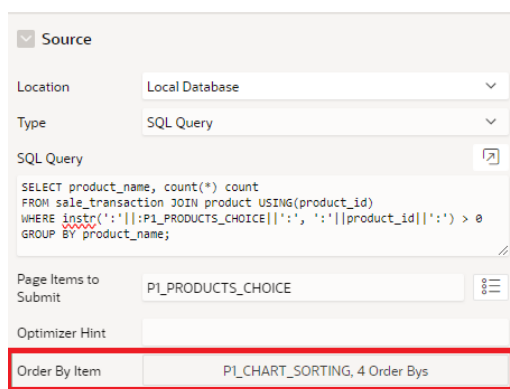 Source
Location Local Database
Type SQL Query
SQL Query
SELECT product_name, count(*) count
FROM sale_transaction JOIN product USING(product_id)
WHERE instr(':'||:P1_PRODUCTS_CHOICE||':', ':'||product_id||':') > 0
GROUP BY product_name;
Page Items to
Submit P1_PRODUCTS_CHOICE
Optimizer Hint
Order By Item P1_CHART_SORTING, 4 Order Bys